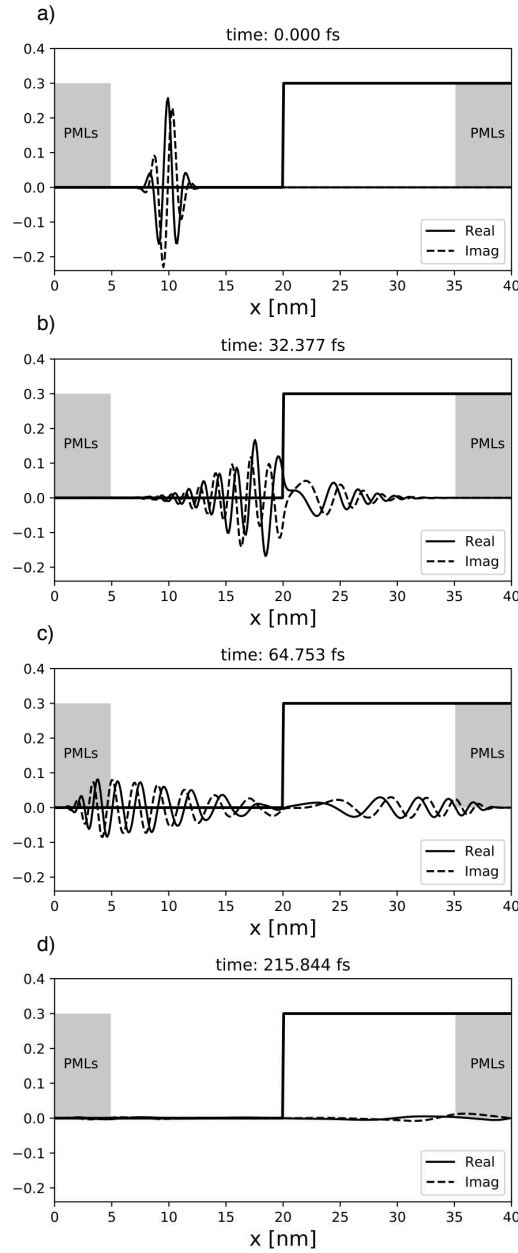 a)
time: 0.000 fs
0.4
0.3
0.2
0.1
0.0
−0.1
−0.2
PMLs
PMLs
Real
Imag
0 5 10 15 20 25 30 35 40
x [nm]
b)
time: 32.377 fs
0.4
0.3
0.2
0.1
0.0
−0.1
−0.2
PMLs
PMLs
Real
Imag
0 5 10 15 20 25 30 35 40
x [nm]
c)
time: 64.753 fs
0.4
0.3
0.2
0.1
0.0
−0.1
−0.2
PMLs
PMLs
Real
Imag
0 5 10 15 20 25 30 35 40
x [nm]
d)
time: 215.844 fs
0.4
0.3
0.2
0.1
0.0
−0.1
−0.2
PMLs
PMLs
Real
Imag
0 5 10 15 20 25 30 35 40
x [nm]